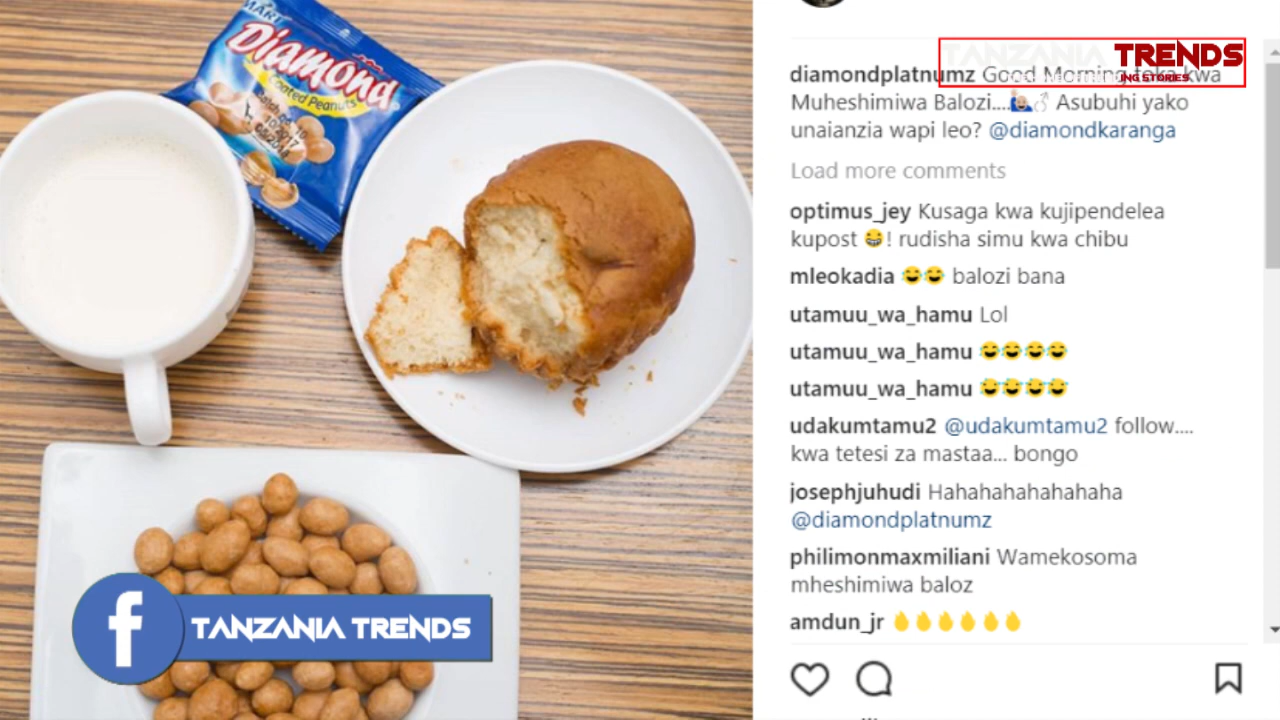 MART
Diamond
Coated Peanuts
TANZANIA TRENDS
diamondplatnumz Good Morning toka kwa
Muheshimiwa Balozi....🙋🏼♂ Asubuhi yako
unaianzia wapi leo? @diamondkaranga
Load more comments
optimus_jey Kusaga kwa kujipendelea
kupost 😂! rudisha simu kwa chibu
mleokadia 😂😂 balozi bana
utamuu_wa_hamu Lol
utamuu_wa_hamu 😂😂😂😂
utamuu_wa_hamu 😂😂😂😂
udakumtamu2 @udakumtamu2 follow....
kwa tetesi za mastaa... bongo
josephjuhudi Hahahahahahahaha
@diamondplatnumz
philimonmaxmiliani Wamekosoma
mheshimiwa baloz
amdun_jr 🔥🔥🔥🔥🔥🔥
f TANZANIA TRENDS